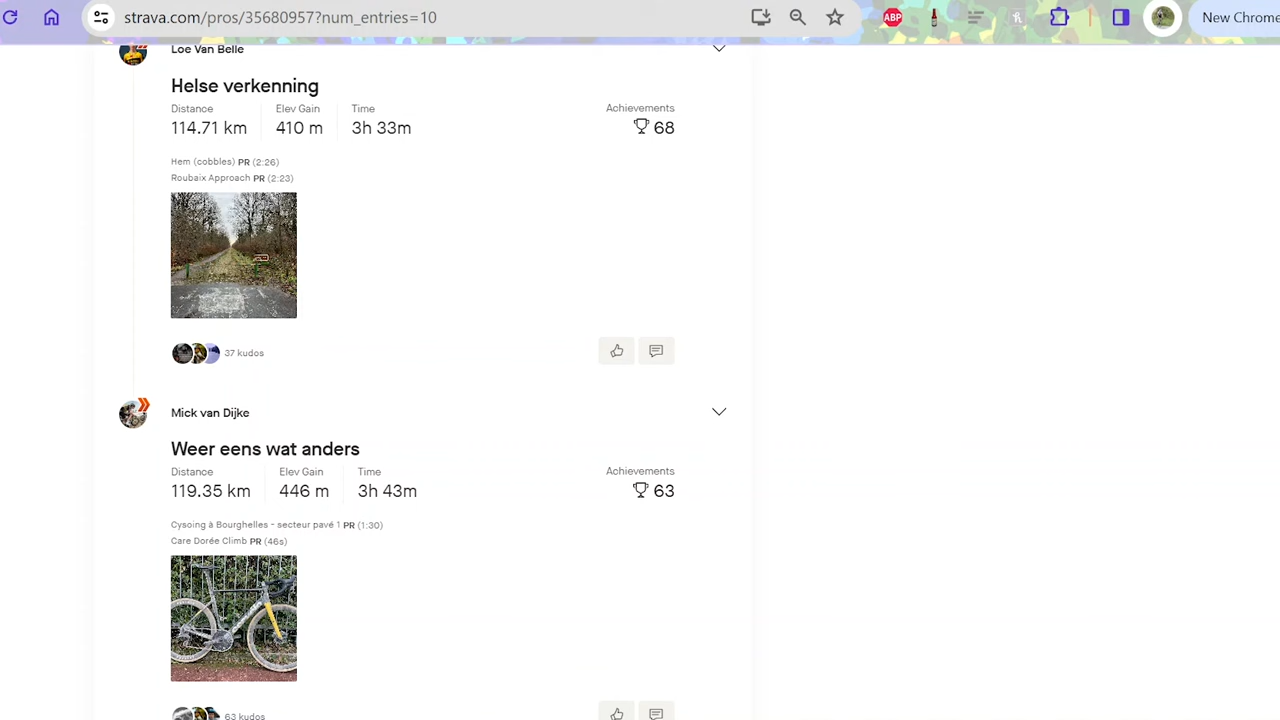 strava.com/pros/35680957?num_entries=10
ABP
New Chrome
Loe Van Belle
Helse verkenning
Distance Elev Gain Time Achievements
114.71 km 410 m 3h 33m 68
Hem (cobbles) PR (2:26)
Roubaix Approach PR (2:23)
37 kudos
Mick van Dijke
Weer eens wat anders
Distance Elev Gain Time Achievements
119.35 km 446 m 3h 43m 63
Cysoing à Bourghelles - secteur pavé 1 PR (1:30)
Care Dorée Climb PR (46s)
63 kudos